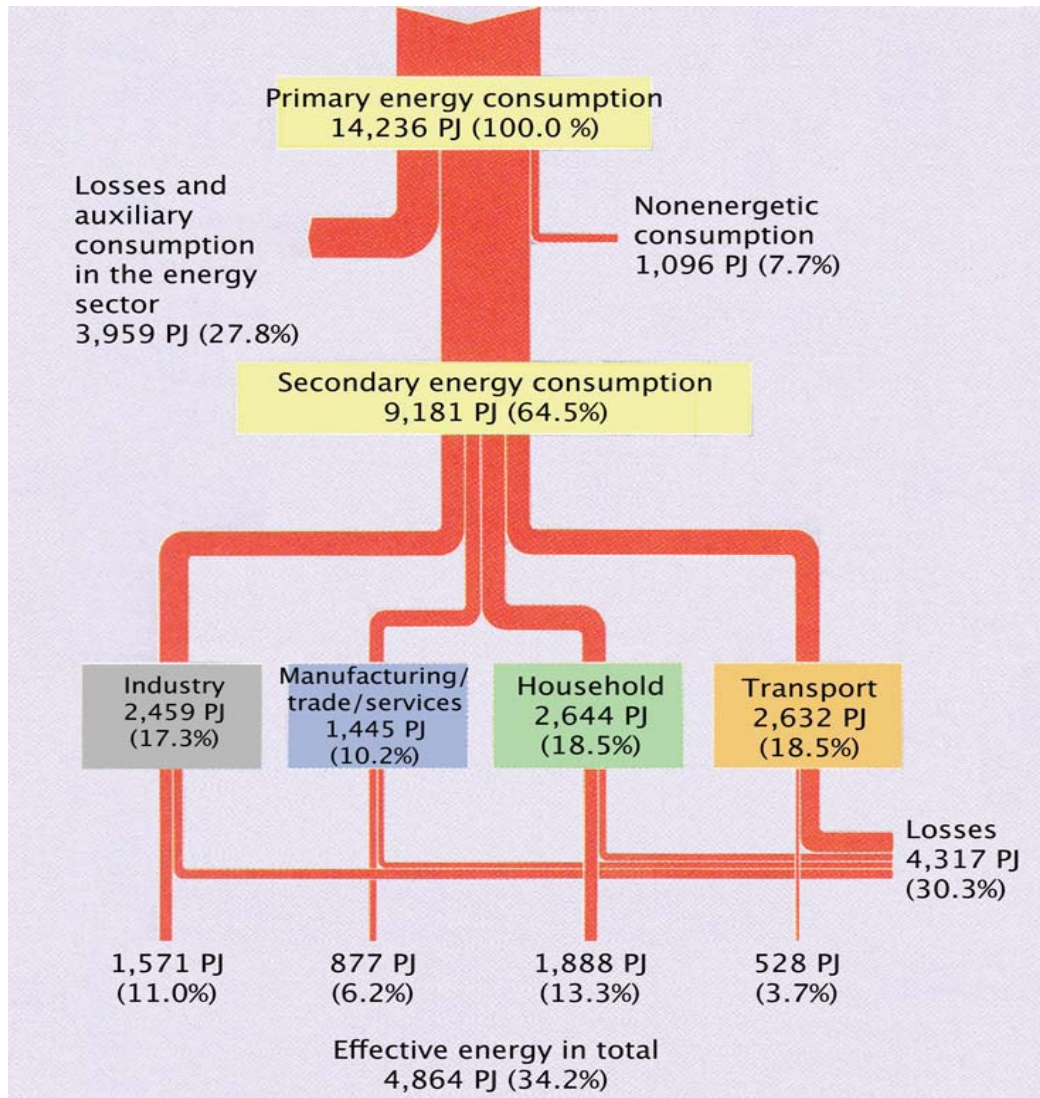 Primary energy consumption
14,236 PJ (100.0 %)
Losses and
auxiliary
consumption
in the energy
sector
3,959 PJ (27.8%)
Nonenergetic
consumption
1,096 PJ (7.7%)
Secondary energy consumption
9,181 PJ (64.5%)
Industry
2,459 PJ
(17.3%)
Manufacturing/
trade/services
1,445 PJ
(10.2%)
Household
2,644 PJ
(18.5%)
Transport
2,632 PJ
(18.5%)
Losses
4,317 PJ
(30.3%)
1,571 PJ
(11.0%)
877 PJ
(6.2%)
1,888 PJ
(13.3%)
528 PJ
(3.7%)
Effective energy in total
4,864 PJ (34.2%)